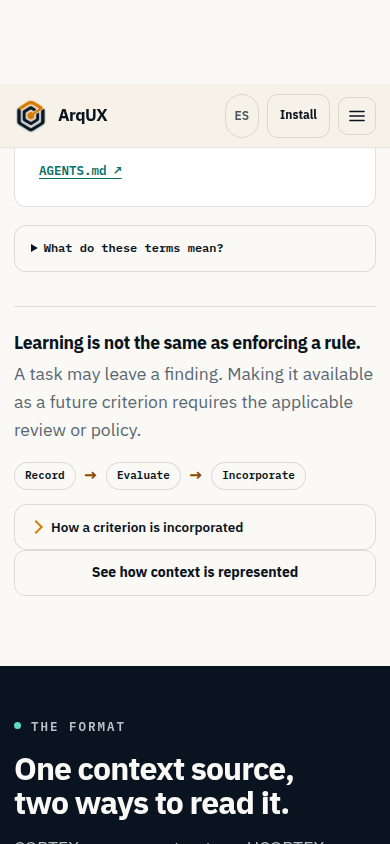 ArqUX
ES
Install
AGENTS.md ↗
What do these terms mean?
Learning is not the same as enforcing a rule.
A task may leave a finding. Making it available
as a future criterion requires the applicable
review or policy.
Record → Evaluate → Incorporate
How a criterion is incorporated
See how context is represented
THE FORMAT
One context source,
two ways to read it.